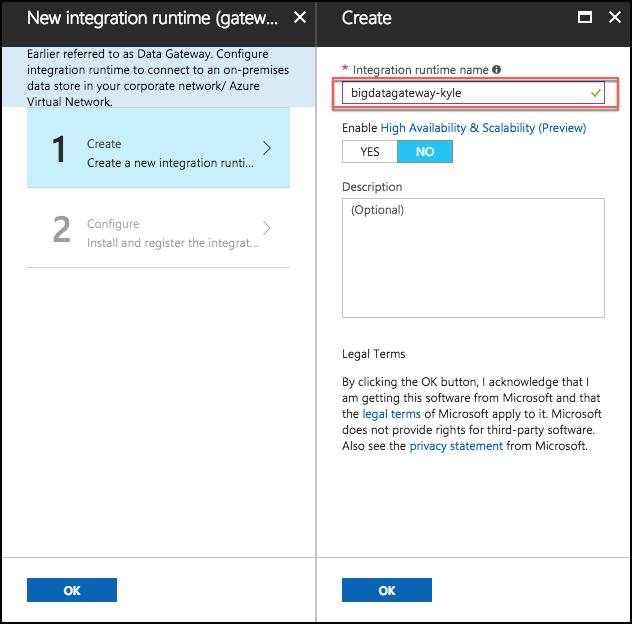 New integration runtime (gatew...
Earlier referred to as Data Gateway. Configure
integration runtime to connect to an on-premises
data store in your corporate network/ Azure
Virtual Network.
1
Create
Create a new integration runti...
2
Configure
Install and register the integrat...
OK
Create
* Integration runtime name
bigdatagateway-kyle
Enable High Availability & Scalability (Preview)
YES NO
Description
(Optional)
Legal Terms
By clicking the OK button, I acknowledge that I
am getting this software from Microsoft and that
the legal terms of Microsoft apply to it. Microsoft
does not provide rights for third-party software.
Also see the privacy statement from Microsoft.
OK